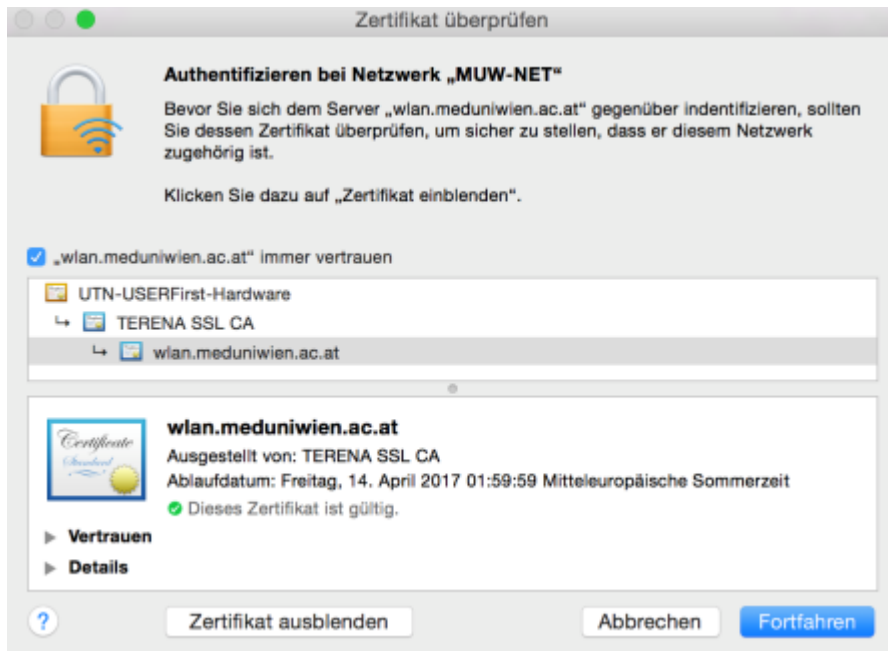 Zertifikat überprüfen
Authentifizieren bei Netzwerk „MUW-NET“
Bevor Sie sich dem Server „wlan.meduniwien.ac.at“ gegenüber indentifizieren, sollten
Sie dessen Zertifikat überprüfen, um sicher zu stellen, dass er diesem Netzwerk
zugehörig ist.
Klicken Sie dazu auf „Zertifikat einblenden“.
„wlan.meduniwien.ac.at“ immer vertrauen
UTN-USERFirst-Hardware
TERENA SSL CA
wlan.meduniwien.ac.at
Certificate
Standard
wlan.meduniwien.ac.at
Ausgestellt von: TERENA SSL CA
Ablaufdatum: Freitag, 14. April 2017 01:59:59 Mitteleuropäische Sommerzeit
Dieses Zertifikat ist gültig.
Vertrauen
Details
? Zertifikat ausblenden Abbrechen Fortfahren